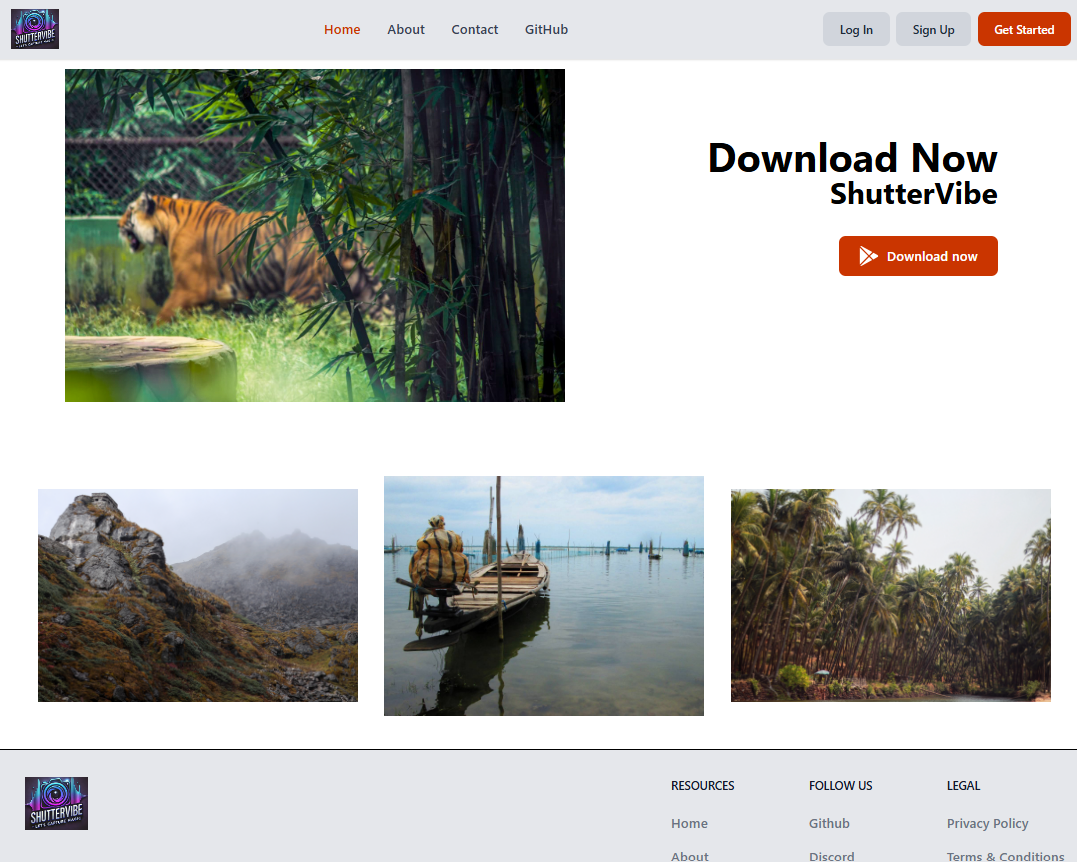 SHUTTERVIBE
LET'S CAPTURE MAGIC
Home
About
Contact
GitHub
Log In
Sign Up
Get Started
Download Now
ShutterVibe
Download now
SHUTTERVIBE
LET'S CAPTURE MAGIC
RESOURCES
FOLLOW US
LEGAL
Home
Github
Privacy Policy
About
Discord
Terms & Conditions